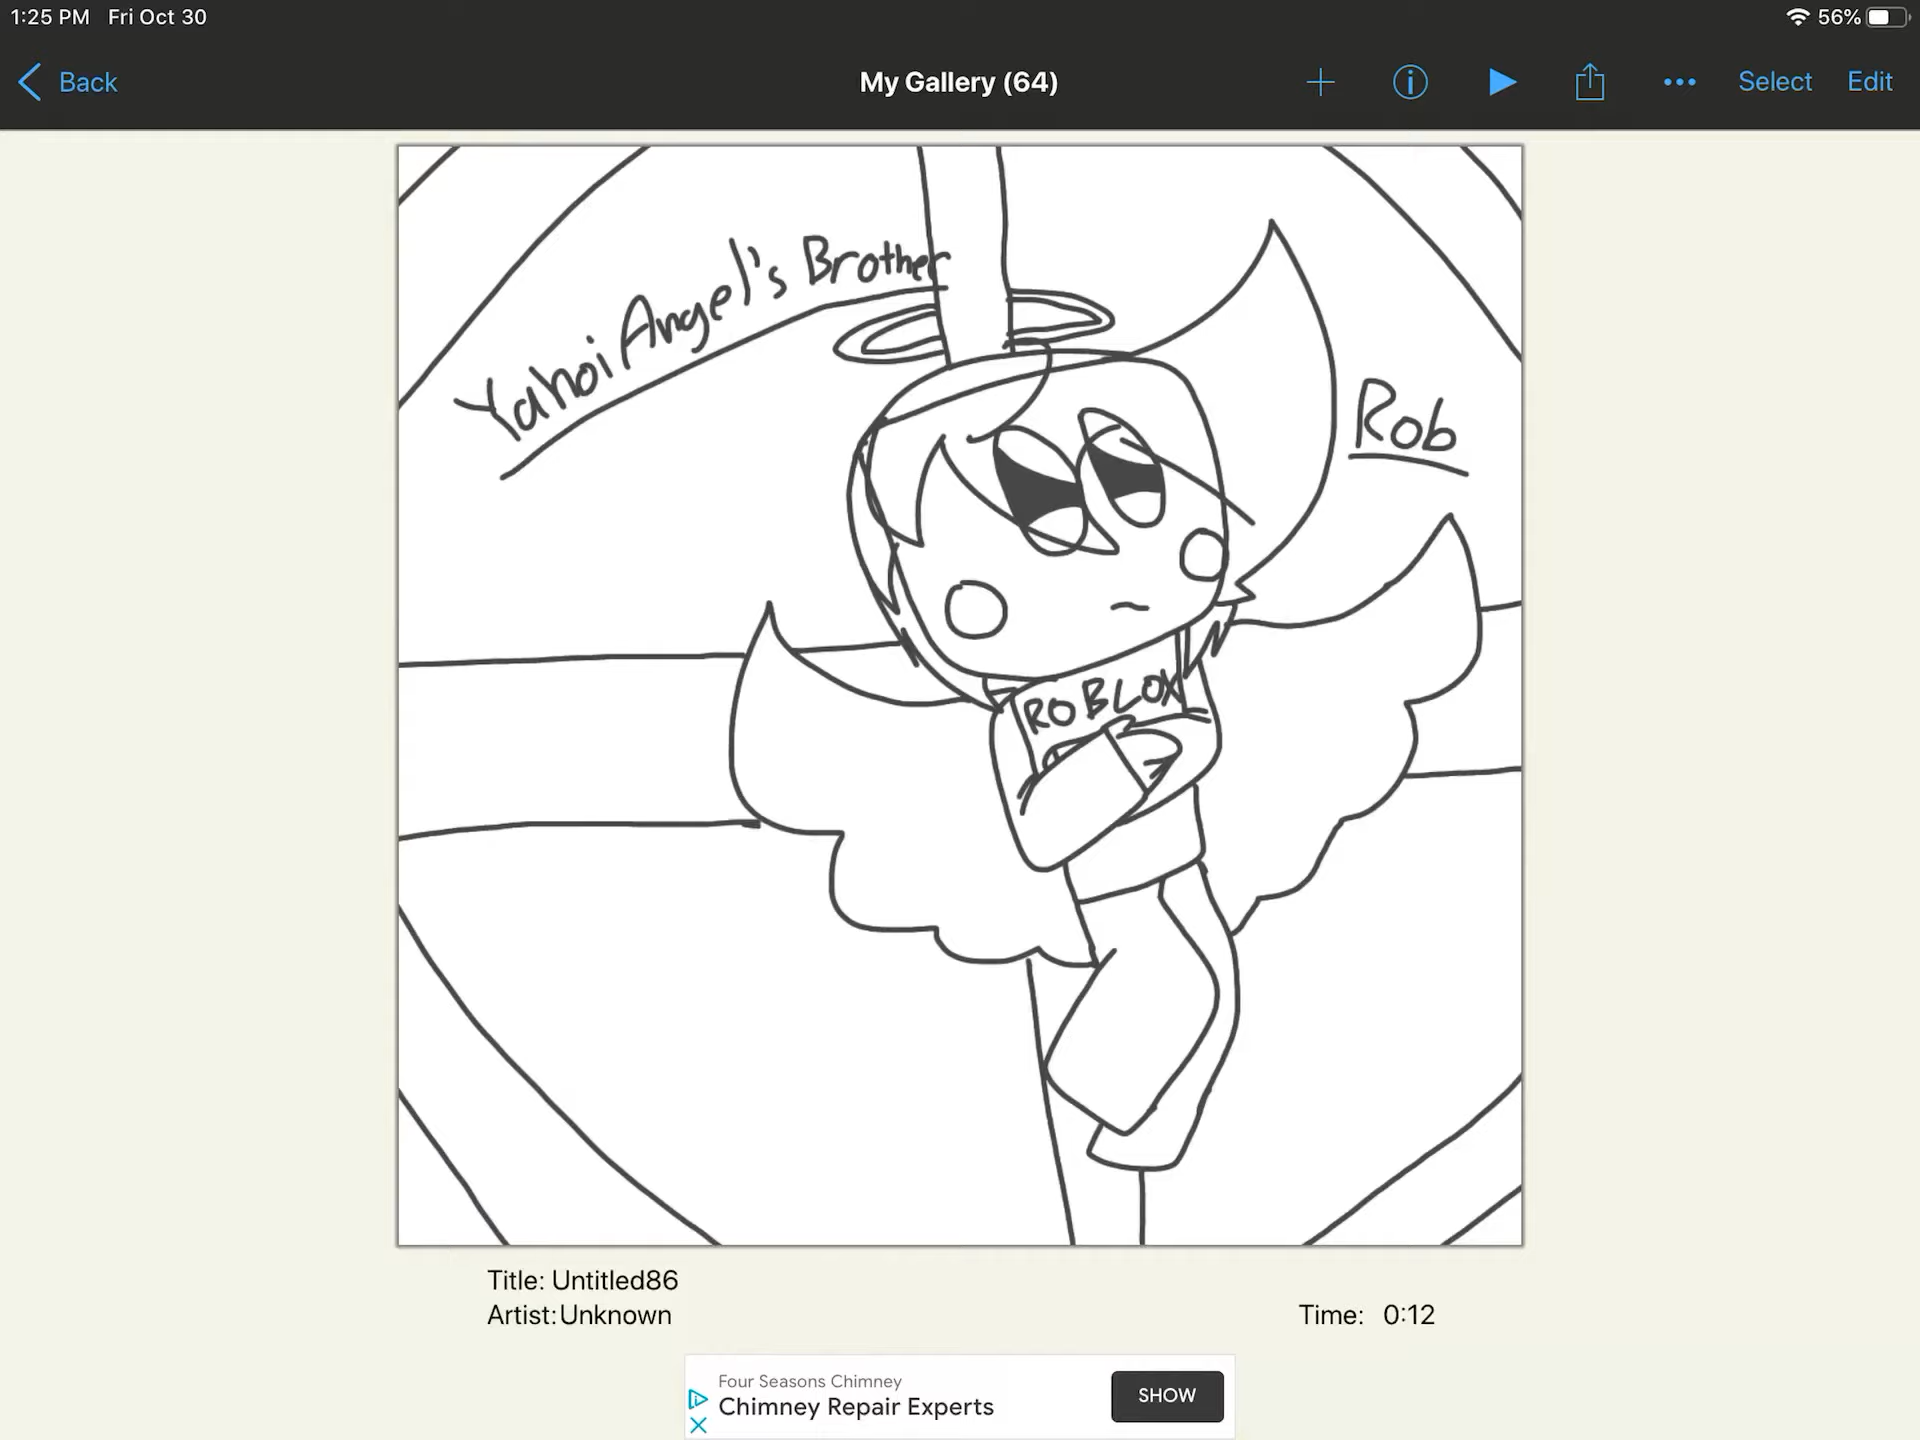 1:25 PM Fri Oct 30
56%
Back
My Gallery (64)
Select
Edit
Yahoi Angel's Brother
Rob
ROBLOX
Title: Untitled86
Artist: Unknown
Time: 0:12
Four Seasons Chimney
Chimney Repair Experts
SHOW